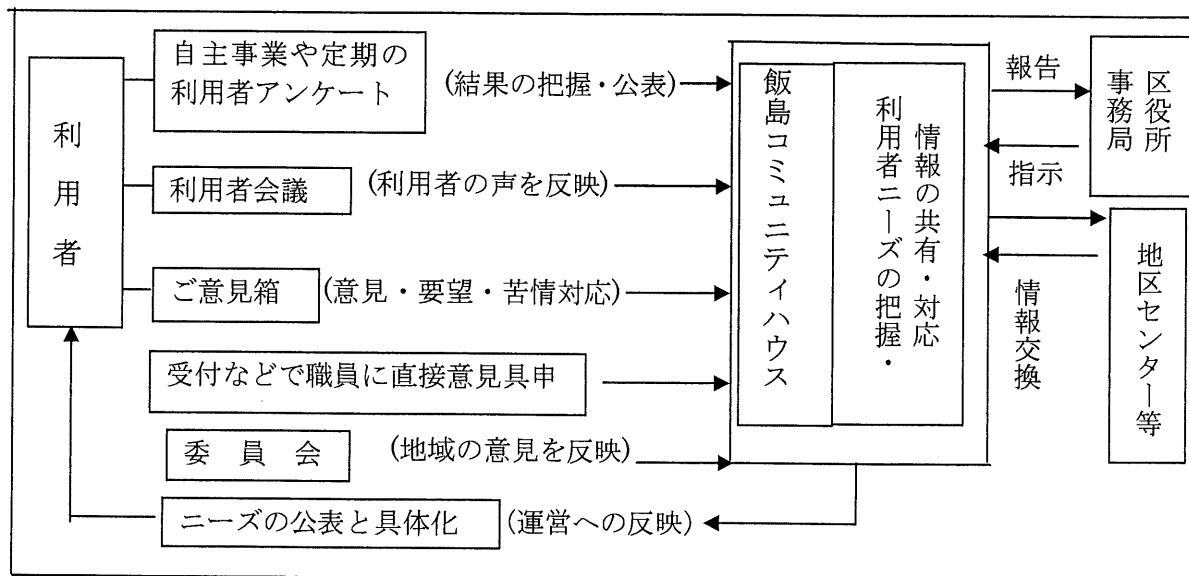 利用者
自主事業や定期の
利用者アンケート
(結果の把握・公表)
利用者会議
(利用者の声を反映)
ご意見箱
(意見・要望・苦情対応)
受付などで職員に直接意見具申
委員会
(地域の意見を反映)
ニーズの公表と具体化
(運営への反映)
飯島コミュニティハウス
利用者ニーズの把握・
情報の共有・対応
報告
指示
区役所
事務局
情報交換
地区センター等